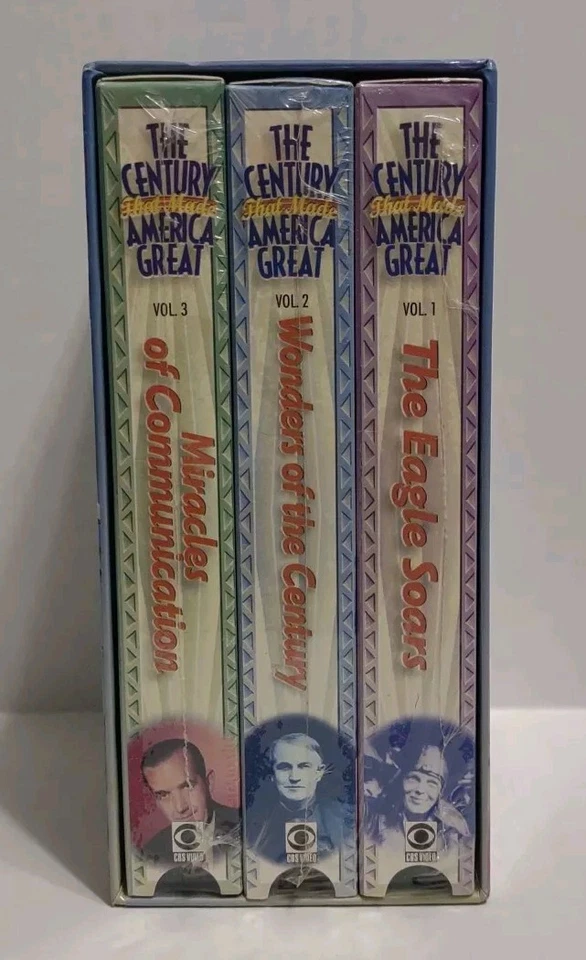 THE
CENTURY
That Made
AMERICA
GREAT
VOL. 3
Miracles
of Communication
CBS VIDEO
THE
CENTURY
That Made
AMERICA
GREAT
VOL. 2
Wonders of the Century
CBS VIDEO
THE
CENTURY
That Made
AMERICA
GREAT
VOL. 1
The Eagle Soars
CBS VIDEO